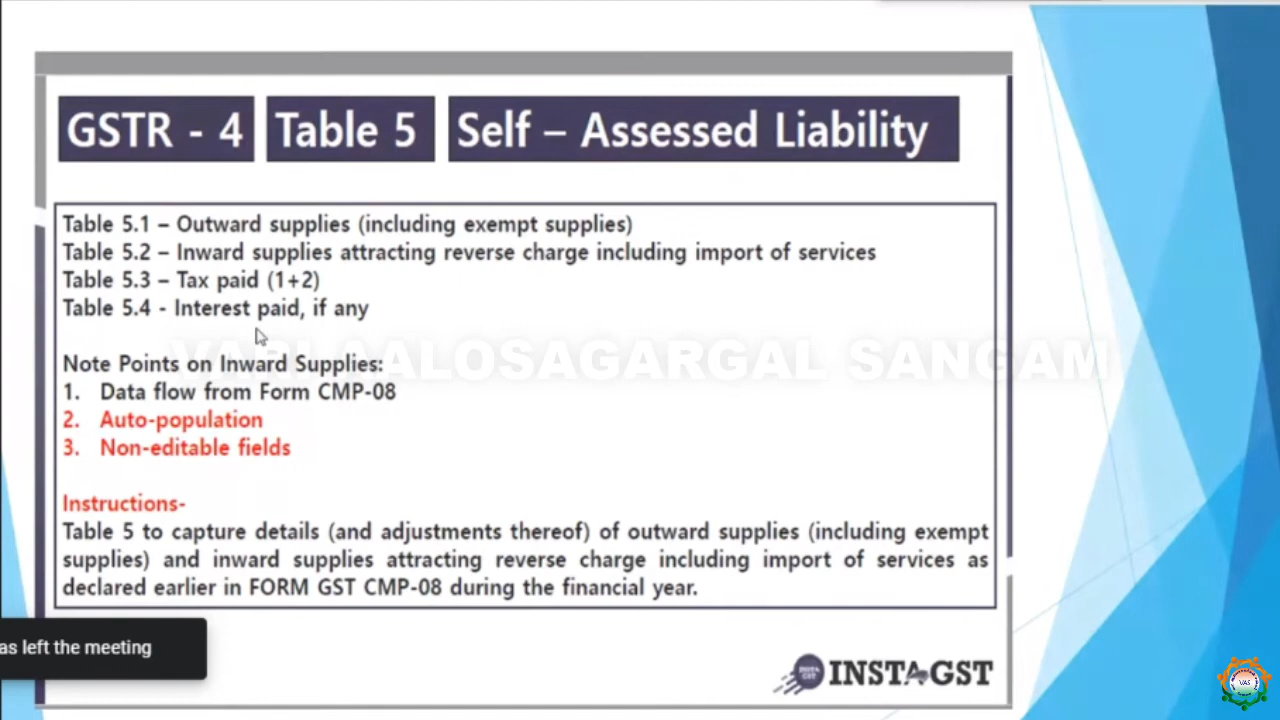 GSTR - 4 Table 5 Self – Assessed Liability
Table 5.1 – Outward supplies (including exempt supplies)
Table 5.2 – Inward supplies attracting reverse charge including import of services
Table 5.3 – Tax paid (1+2)
Table 5.4 - Interest paid, if any
Note Points on Inward Supplies:
1. Data flow from Form CMP-08
2. Auto-population
3. Non-editable fields
Instructions-
Table 5 to capture details (and adjustments thereof) of outward supplies (including exempt
supplies) and inward supplies attracting reverse charge including import of services as
declared earlier in FORM GST CMP-08 during the financial year.
as left the meeting
INSTAGST
VAS